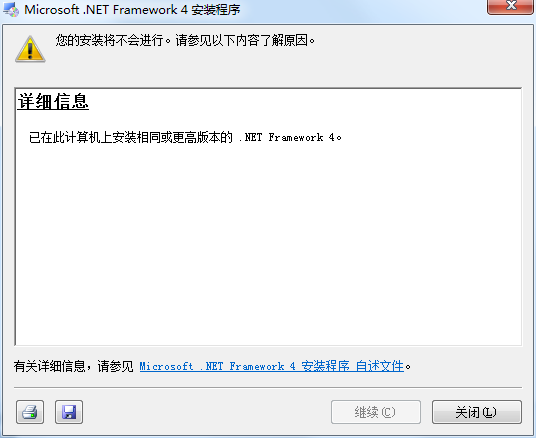 Microsoft .NET Framework 4 安装程序
您的安装将不会进行。请参见以下内容了解原因。
详细信息
已在此计算机上安装相同或更高版本的 .NET Framework 4。
有关详细信息，请参见 Microsoft .NET Framework 4 安装程序 自述文件。
继续(C) 关闭(L)